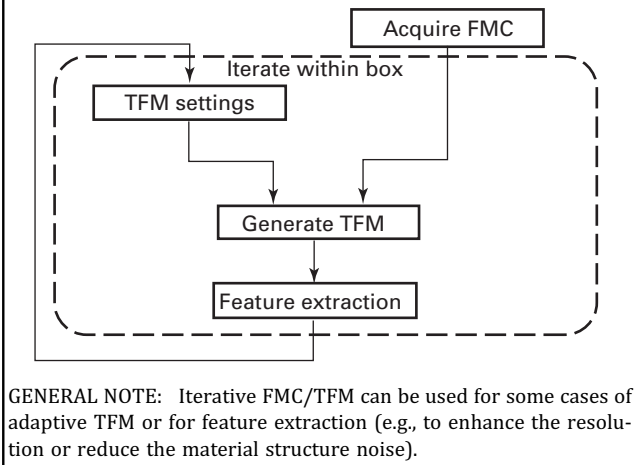 Acquire FMC
Iterate within box
TFM settings
Generate TFM
Feature extraction
GENERAL NOTE: Iterative FMC/TFM can be used for some cases of
adaptive TFM or for feature extraction (e.g., to enhance the resolu-
tion or reduce the material structure noise).